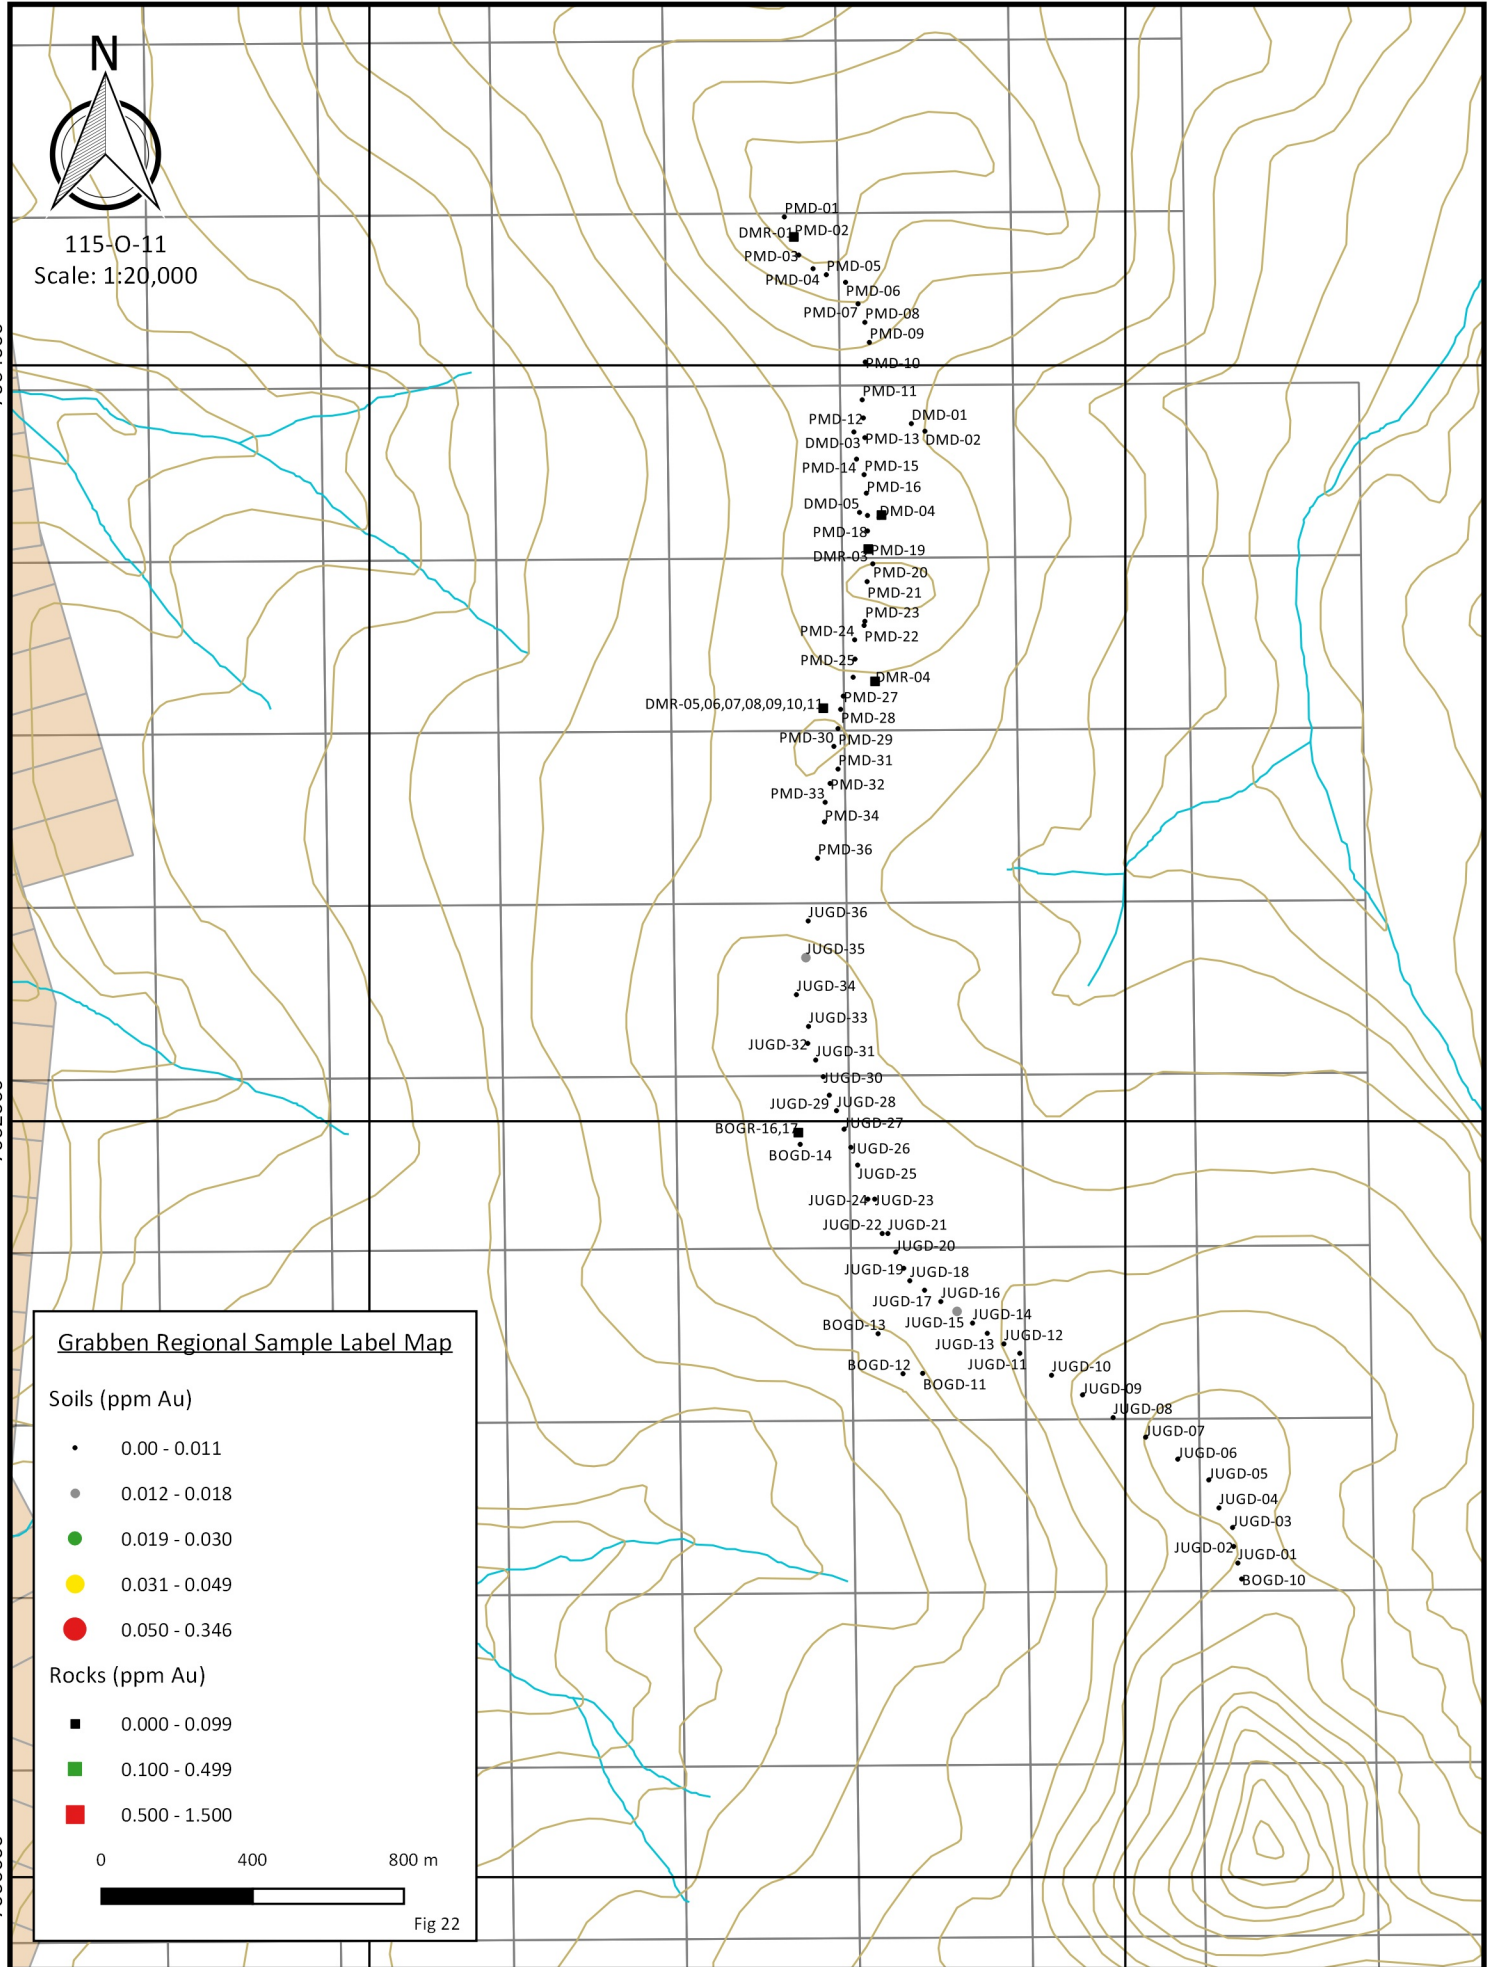 N
115-O-11
Scale: 1:20,000
PMD-01
DMR-01
PMD-02
PMD-03
PMD-05
PMD-04
PMD-06
PMD-07
PMD-08
PMD-09
PMD-10
PMD-11
PMD-12
DMD-01
DMD-03
PMD-13
DMD-02
PMD-14
PMD-15
PMD-16
DMD-05
DMD-04
PMD-18
PMD-19
DMR-03
PMD-20
PMD-21
PMD-23
PMD-24
PMD-22
PMD-25
DMR-04
PMD-27
DMR-05,06,07,08,09,10,11
PMD-28
PMD-30
PMD-29
PMD-31
PMD-32
PMD-33
PMD-34
PMD-36
JUGD-36
JUGD-35
JUGD-34
JUGD-33
JUGD-32
JUGD-31
JUGD-30
JUGD-29
JUGD-28
JUGD-27
BOGR-16,17
JUGD-26
BOGD-14
JUGD-25
JUGD-24
JUGD-23
JUGD-22
JUGD-21
JUGD-20
JUGD-19
JUGD-18
JUGD-17
JUGD-16
JUGD-15
JUGD-14
BOGD-13
JUGD-13
JUGD-12
JUGD-11
BOGD-12
JUGD-10
BOGD-11
JUGD-09
JUGD-08
JUGD-07
JUGD-06
JUGD-05
JUGD-04
JUGD-03
JUGD-02
JUGD-01
BOGD-10
Grabben Regional Sample Label Map
Soils (ppm Au)
0.00 - 0.011
0.012 - 0.018
0.019 - 0.030
0.031 - 0.049
0.050 - 0.346
Rocks (ppm Au)
0.000 - 0.099
0.100 - 0.499
0.500 - 1.500
0 400 800 m
Fig 22